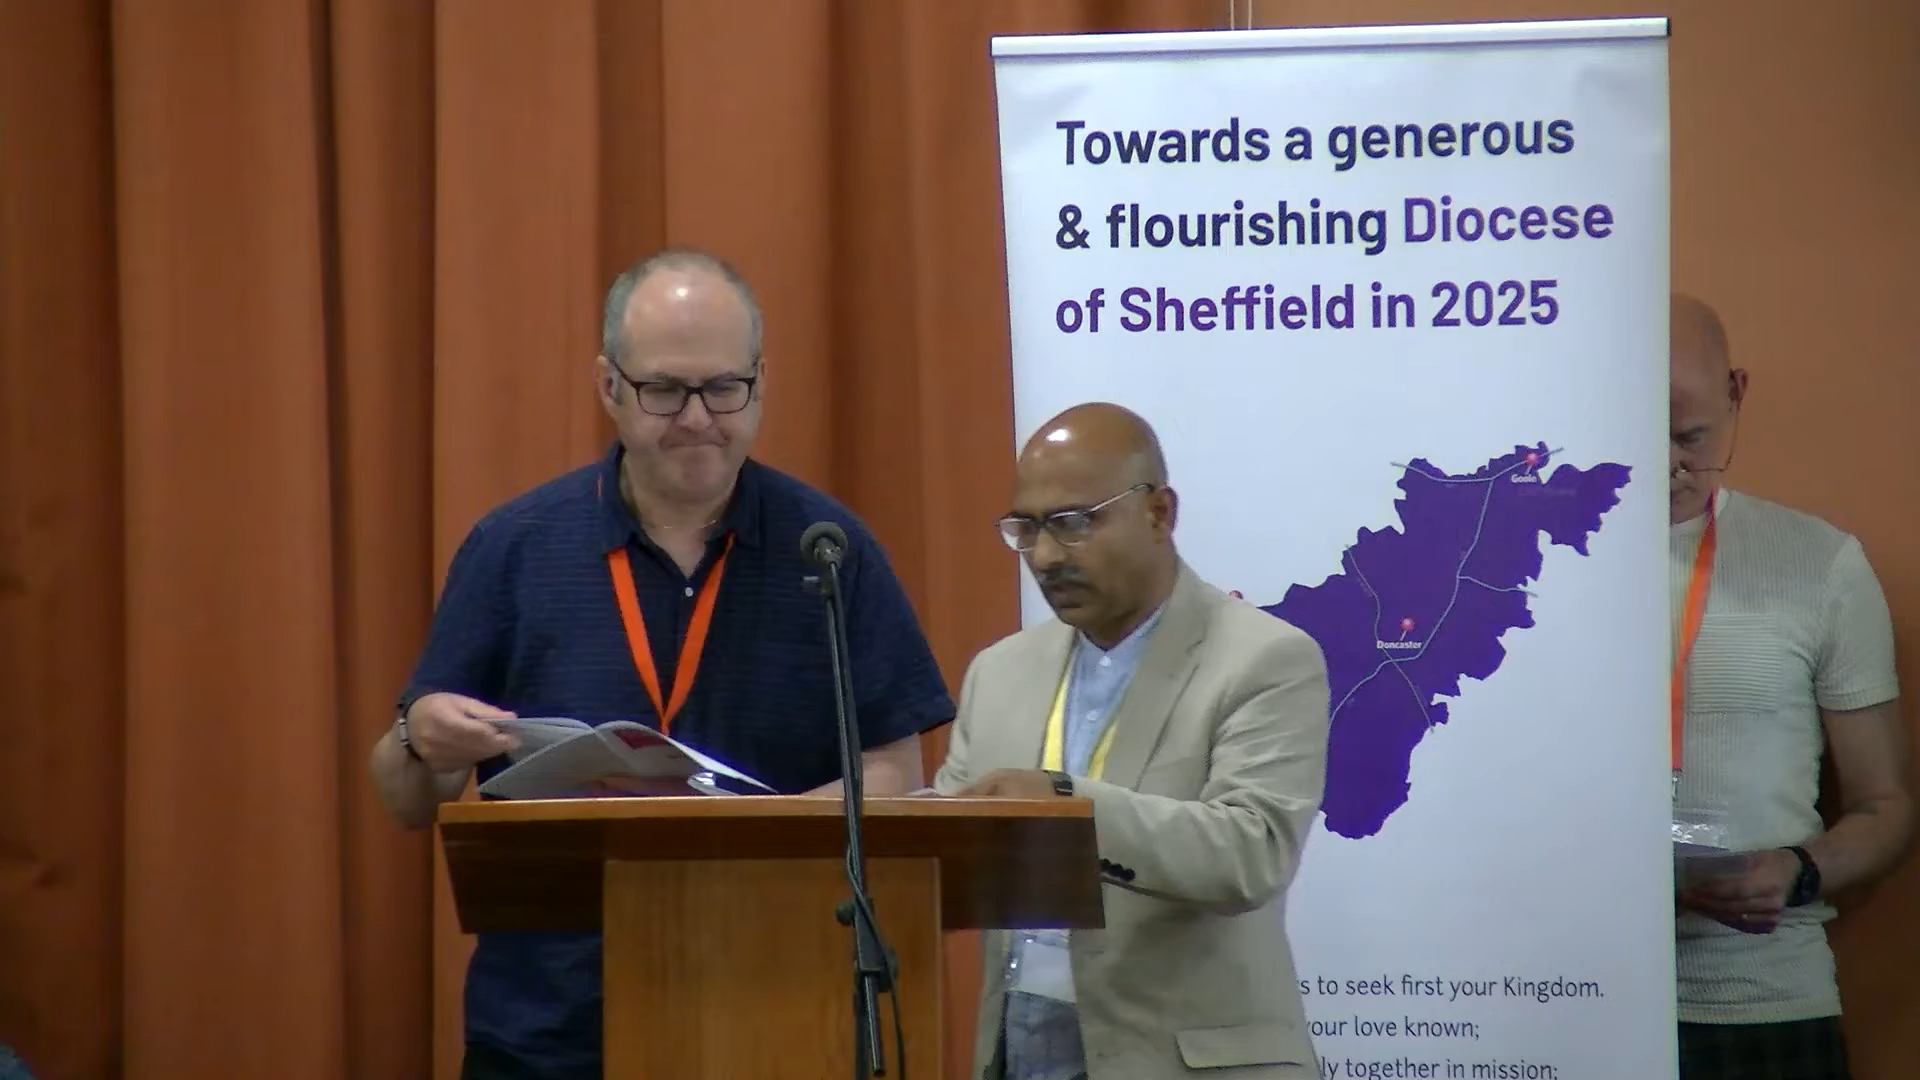 Towards a generous
& flourishing Diocese
of Sheffield in 2025
Goole
Doncaster
to seek first your Kingdom.
your love known;
together in mission;